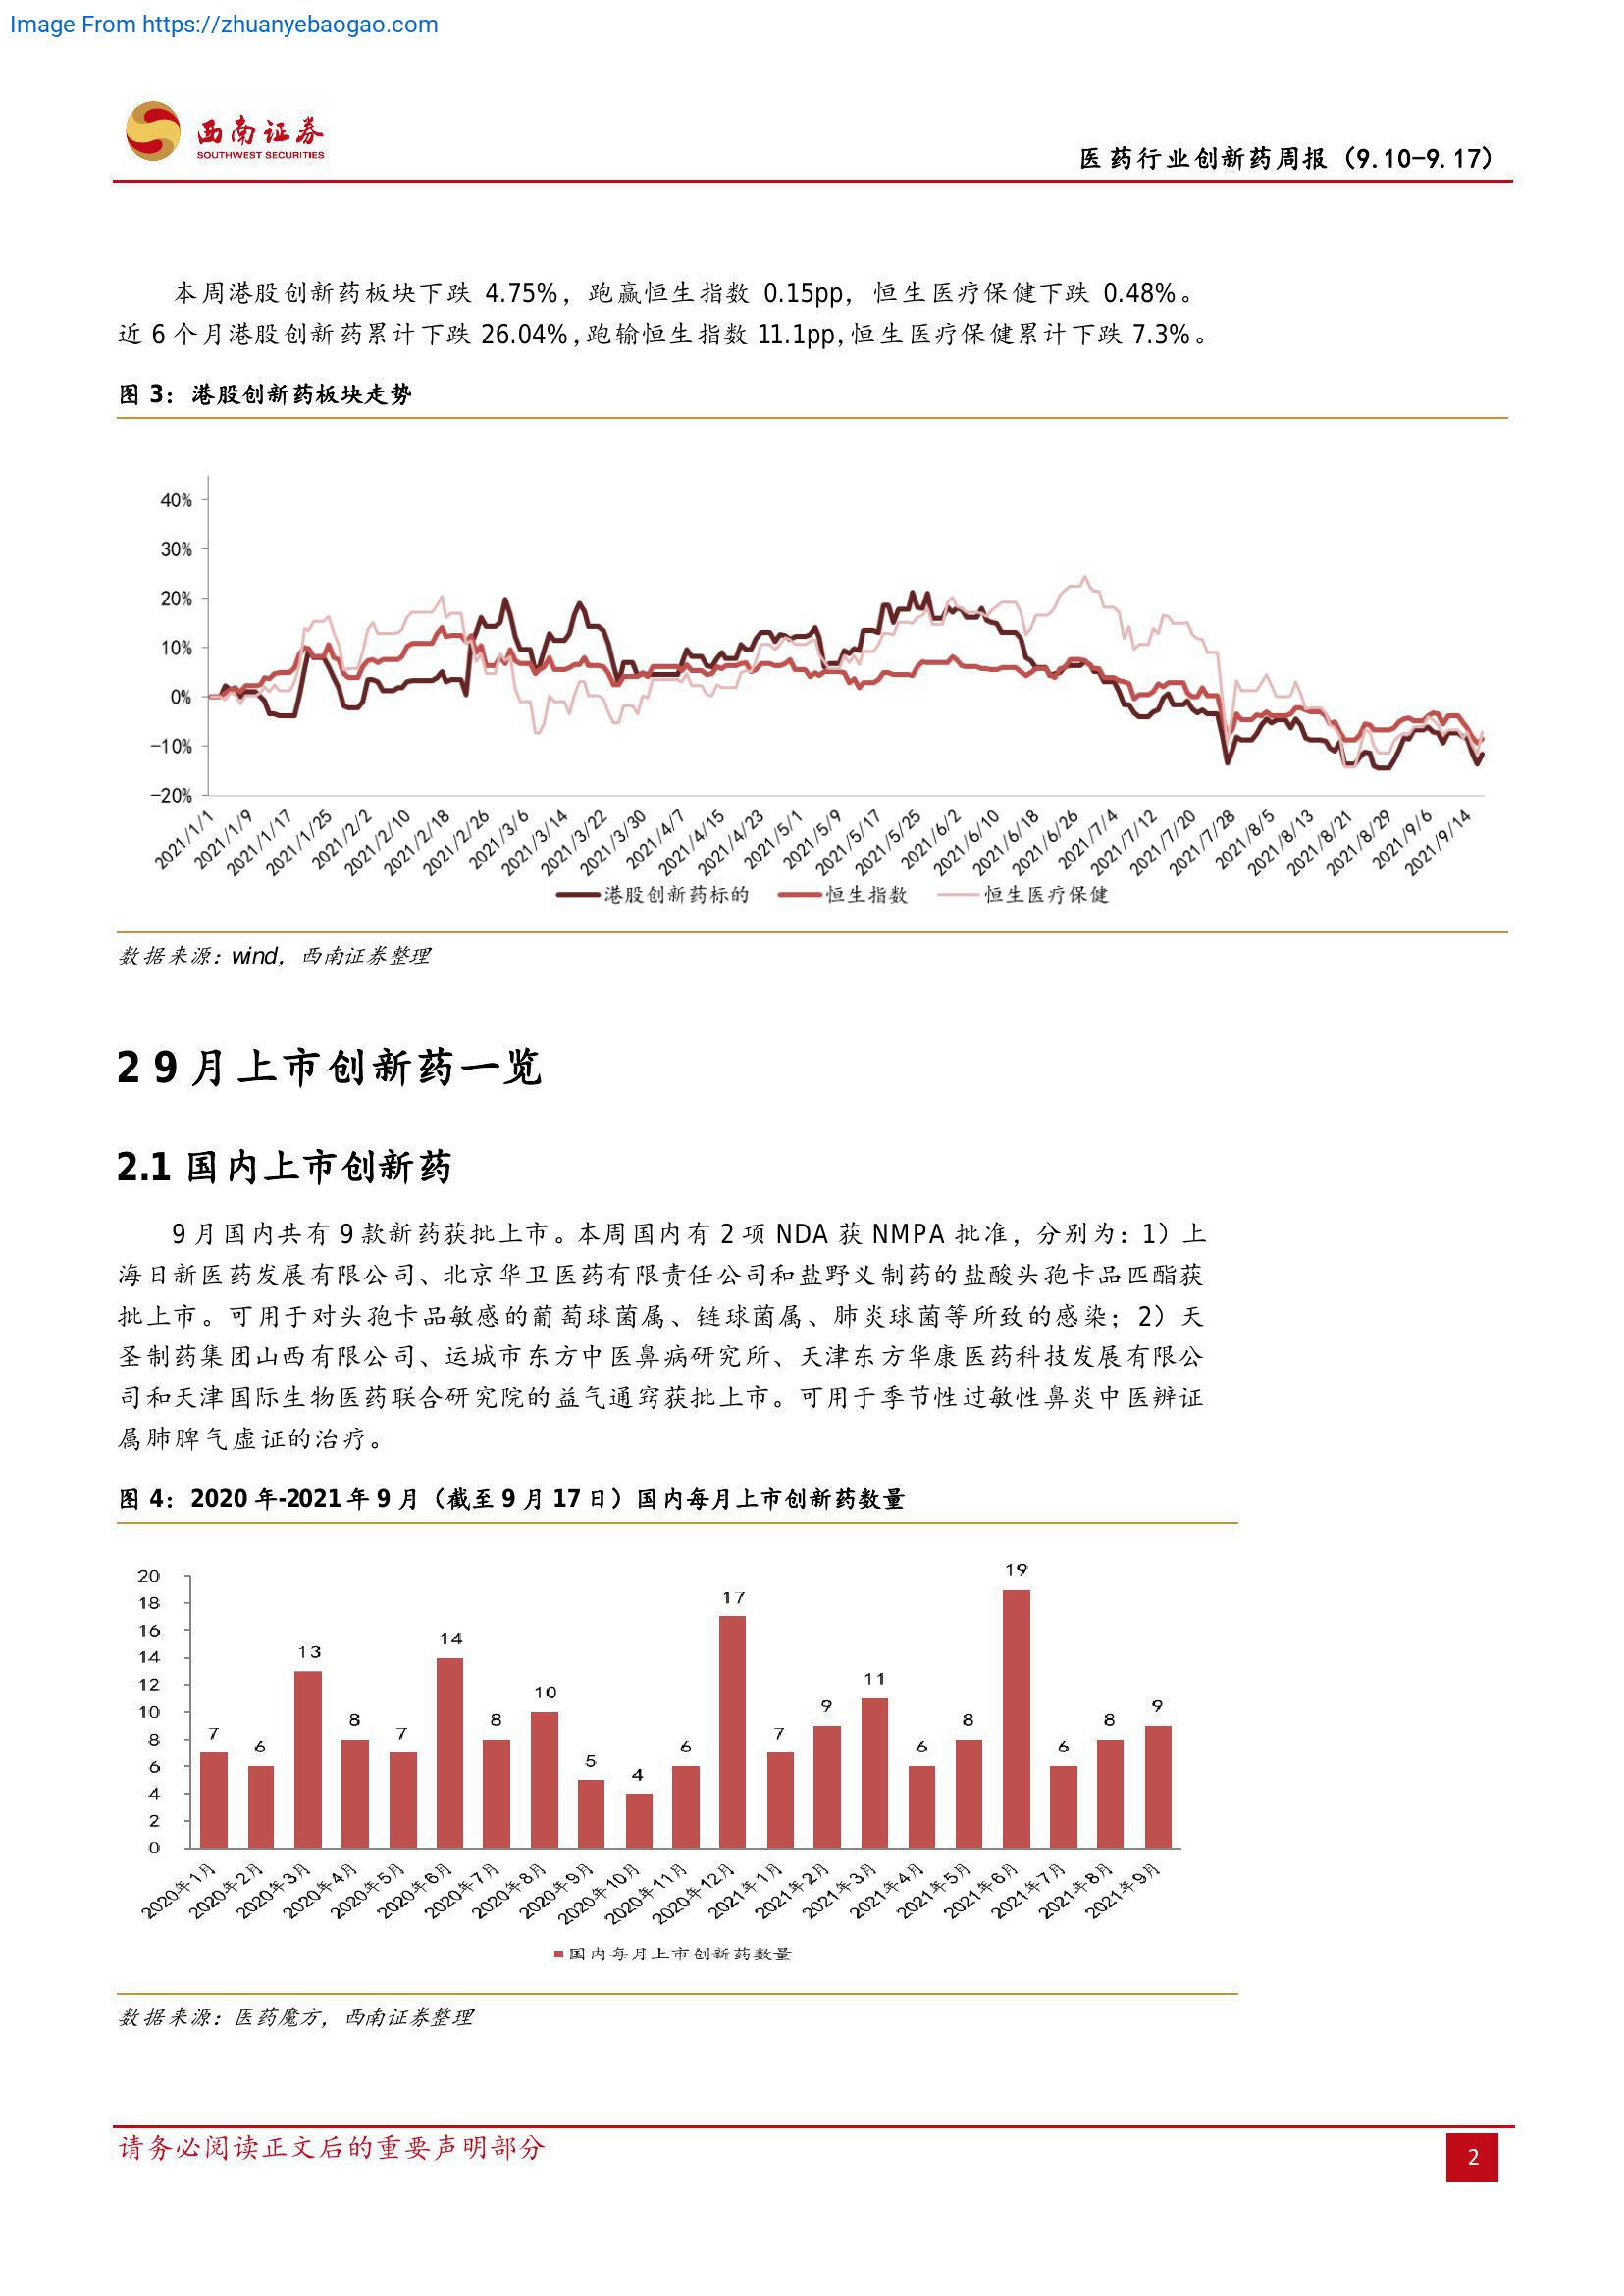 Image From https://zhuanyebaogao.com
西南证券
SOUTHWEST SECURITIES
医药行业创新药周报（9.10-9.17）
本周港股创新药板块下跌 4.75%，跑赢恒生指数 0.15pp，恒生医疗保健下跌 0.48%。
近 6 个月港股创新药累计下跌 26.04%,跑输恒生指数 11.1pp,恒生医疗保健累计下跌 7.3%。
图 3：港股创新药板块走势
40%
30%
20%
10%
0%
-10%
-20%
2021/1/1 2021/1/9 2021/1/17 2021/1/25 2021/2/2 2021/2/10 2021/2/18 2021/2/26 2021/3/6 2021/3/14 2021/3/22 2021/3/30 2021/4/7 2021/4/15 2021/4/23 2021/5/1 2021/5/9 2021/5/17 2021/5/25 2021/6/2 2021/6/10 2021/6/18 2021/6/26 2021/7/4 2021/7/12 2021/7/20 2021/7/28 2021/8/5 2021/8/13 2021/8/21 2021/8/29 2021/9/6 2021/9/14
港股创新药标的 恒生指数 恒生医疗保健
数据来源：wind，西南证券整理
2 9 月上市创新药一览
2.1 国内上市创新药
9 月国内共有 9 款新药获批上市。本周国内有 2 项 NDA 获 NMPA 批准，分别为：1）上
海日新医药发展有限公司、北京华卫医药有限责任公司和盐野义制药的盐酸头孢卡品匹酯获
批上市。可用于对头孢卡品敏感的葡萄球菌属、链球菌属、肺炎球菌等所致的感染；2）天
圣制药集团山西有限公司、运城市东方中医鼻病研究所、天津东方华康医药科技发展有限公
司和天津国际生物医药联合研究院的益气通窍获批上市。可用于季节性过敏性鼻炎中医辨证
属肺脾气虚证的治疗。
图 4：2020 年-2021 年 9 月（截至 9 月 17 日）国内每月上市创新药数量
20
18
16
14
12
10
8
6
4
2
0
7 6 13 8 7 14 8 10 5 4 6 17 7 9 11 6 8 19 6 8 9
2020年1月 2020年2月 2020年3月 2020年4月 2020年5月 2020年6月 2020年7月 2020年8月 2020年9月 2020年10月 2020年11月 2020年12月 2021年1月 2021年2月 2021年3月 2021年4月 2021年5月 2021年6月 2021年7月 2021年8月 2021年9月
国内每月上市创新药数量
数据来源：医药魔方，西南证券整理
请务必阅读正文后的重要声明部分
2